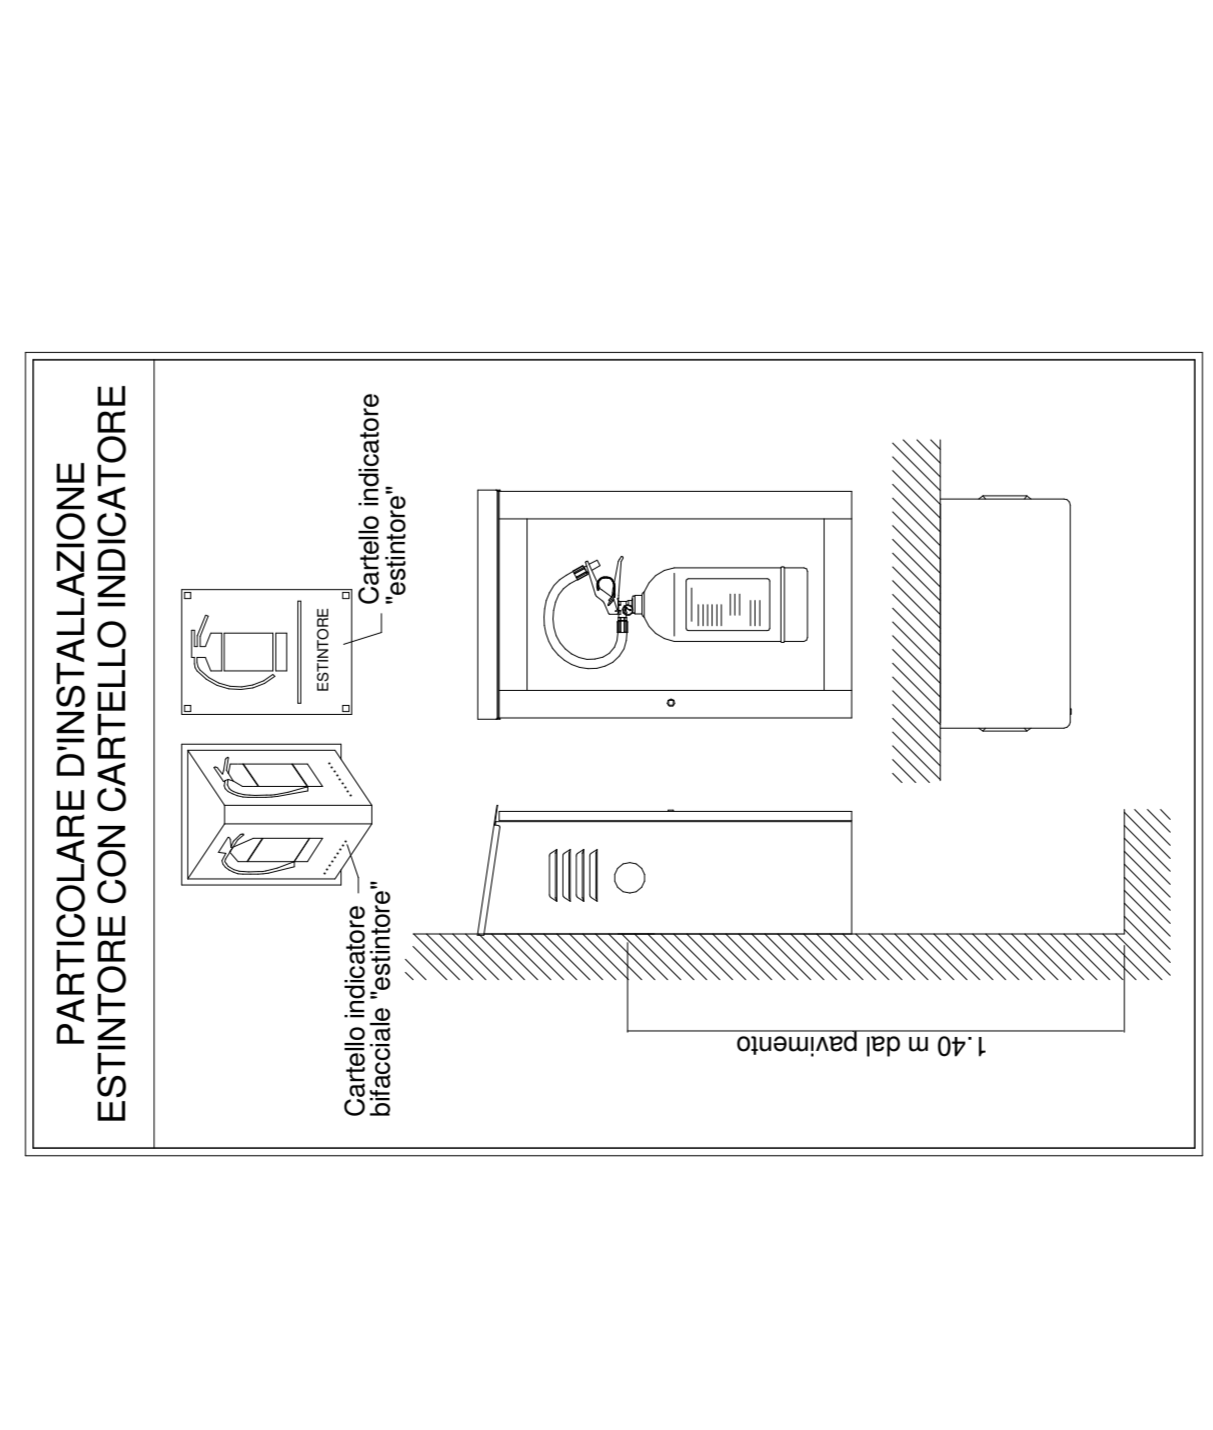 PARTICOLARE D'INSTALLAZIONE
ESTINTORE CON CARTELLO INDICATORE
Cartello indicatore
bifacciale "estintore"
ESTINTORE
Cartello indicatore
"estintore"
1.40 m dal pavimento